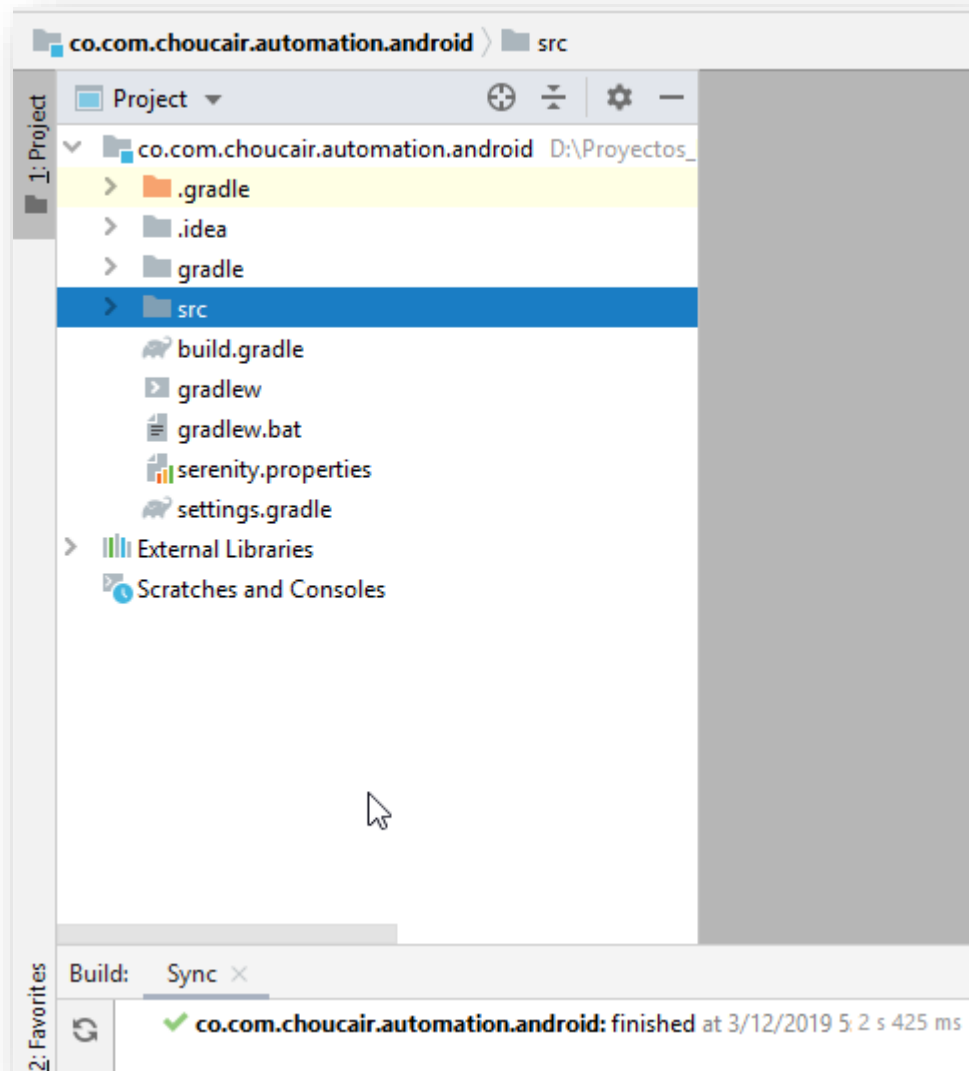 co.com.choucair.automation.android src
1: Project
Project
co.com.choucair.automation.android D:\Proyectos_
.gradle
.idea
gradle
src
build.gradle
gradlew
gradlew.bat
serenity.properties
settings.gradle
External Libraries
Scratches and Consoles
2: Favorites
Build: Sync
co.com.choucair.automation.android: finished at 3/12/2019 5: 2 s 425 ms